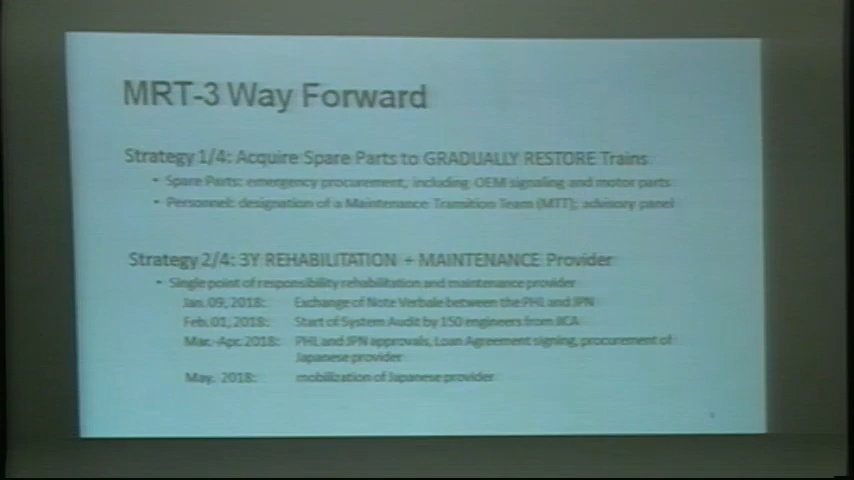 MRT-3 Way Forward
Strategy 1/4: Acquire Spare Parts to GRADUALLY RESTORE Trains
• Spare Parts: emergency procurement, including OEM signaling and motor parts
• Personnel: designation of a Maintenance Transition Team (MTT); advisory panel
Strategy 2/4: 3Y REHABILITATION + MAINTENANCE Provider
• Single point of responsibility rehabilitation and maintenance provider
Jan. 09, 2018: Exchange of Note Verbale between the PHL and JPN
Feb. 01, 2018: Start of System Audit by 150 engineers from JICA
Mar.-Apr. 2018: PHL and JPN approvals, Loan Agreement signing, procurement of
Japanese provider
May. 2018: mobilization of Japanese provider